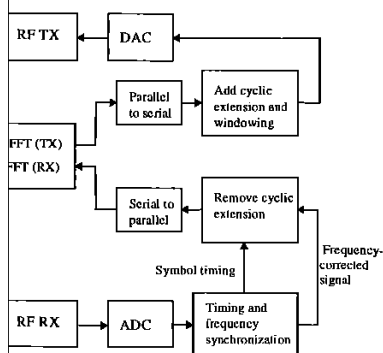 RF TX
DAC
Parallel
to serial
Add cyclic
extension and
windowing
FFT (TX)
FFT (RX)
Serial to
parallel
Remove cyclic
extension
Frequency-
corrected
signal
Symbol timing
RF RX
ADC
Timing and
frequency
synchronization